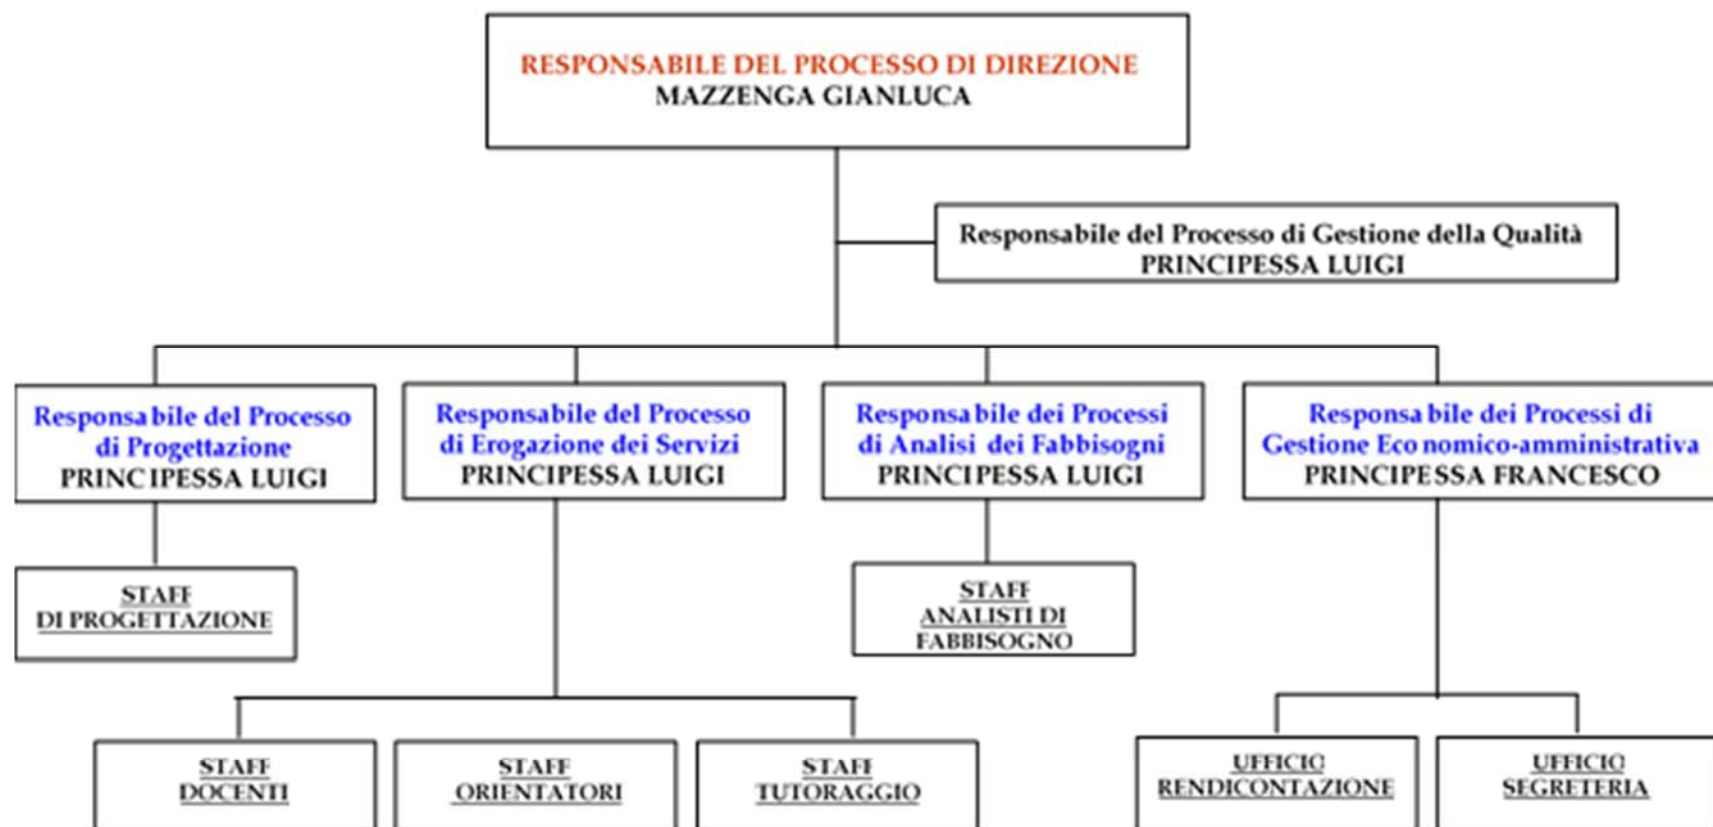 RESPONSABILE DEL PROCESSO DI DIREZIONE
MAZZENGA GIANLUCA
Responsabile del Processo di Gestione della Qualità
PRINCIPESSA LUIGI
Responsabile del Processo
di Progettazione
PRINCIPESSA LUIGI
Responsabile del Processo
di Erogazione dei Servizi
PRINCIPESSA LUIGI
Responsabile dei Processi
di Analisi dei Fabbisogni
PRINCIPESSA LUIGI
Responsabile dei Processi di
Gestione Economico-amministrativa
PRINCIPESSA FRANCESCO
STAFF
DI PROGETTAZIONE
STAFF
ANALISTI DI
FABBISOGNO
STAFF
DOCENTI
STAFF
ORIENTATORI
STAFF
TUTORAGGIO
UFFICIO
RENDICONTAZIONE
UFFICIO
SEGRETERIA